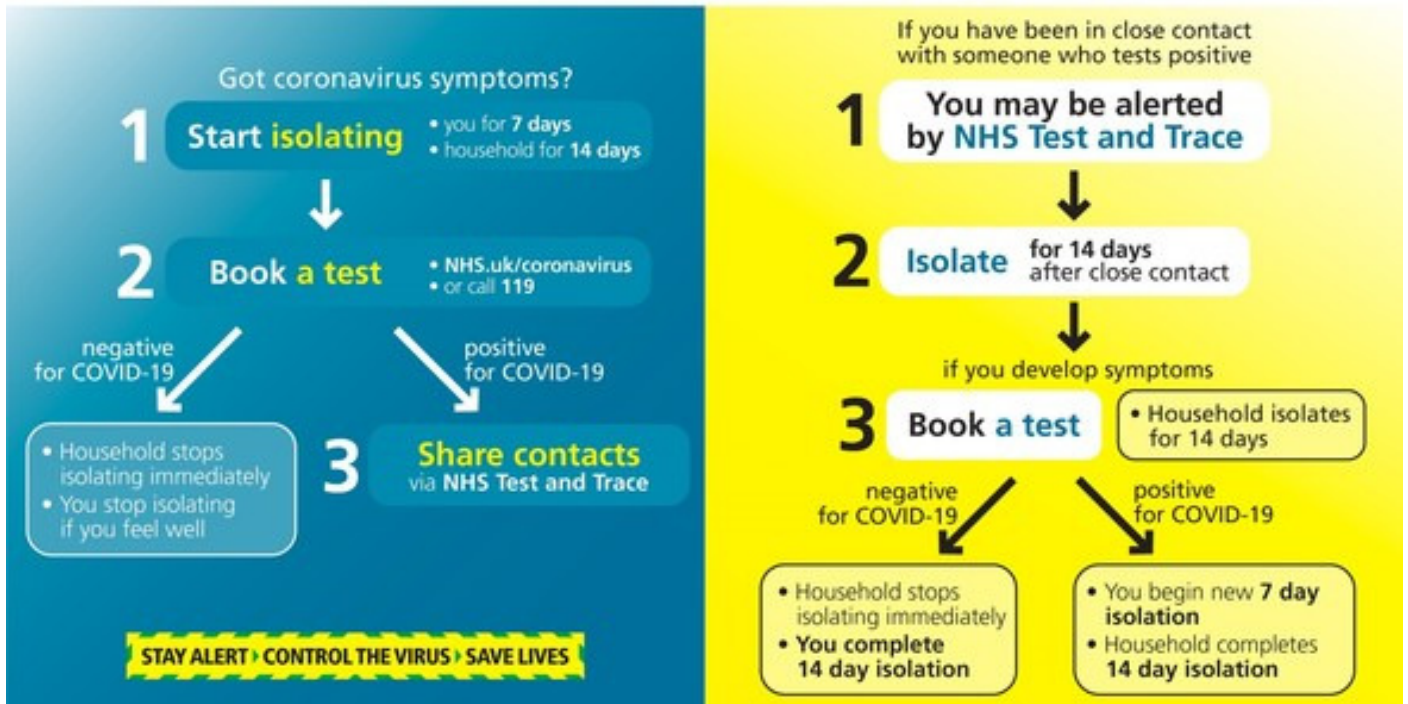 Got coronavirus symptoms?
1
Start isolating
• you for 7 days
• household for 14 days
2
Book a test
• NHS.uk/coronavirus
• or call 119
negative
for COVID-19
positive
for COVID-19
• Household stops
isolating immediately
• You stop isolating
if you feel well
3
Share contacts
via NHS Test and Trace
STAY ALERT CONTROL THE VIRUS SAVE LIVES
If you have been in close contact
with someone who tests positive
1
You may be alerted
by NHS Test and Trace
2
Isolate
for 14 days
after close contact
if you develop symptoms
3
Book a test
• Household isolates
for 14 days
negative
for COVID-19
positive
for COVID-19
• Household stops
isolating immediately
• You complete
14 day isolation
• You begin new 7 day
isolation
• Household completes
14 day isolation